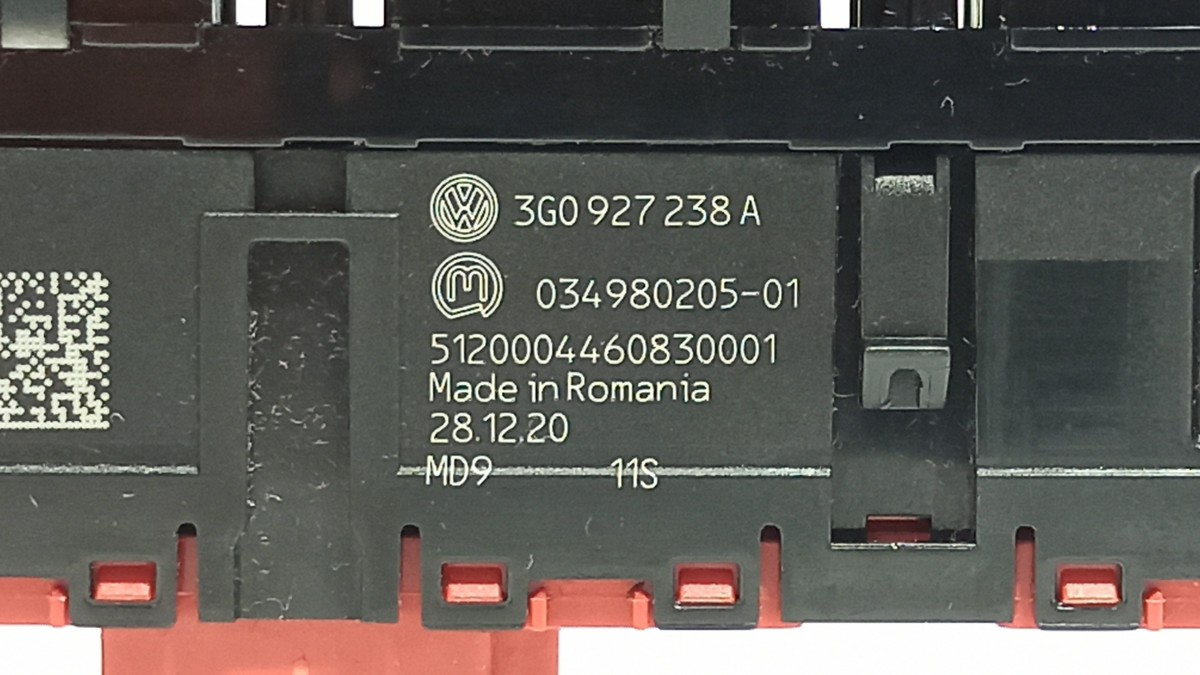 3G0 927 238 A
034980205-01
5120004460830001
Made in Romania
28.12.20
MD9 11S